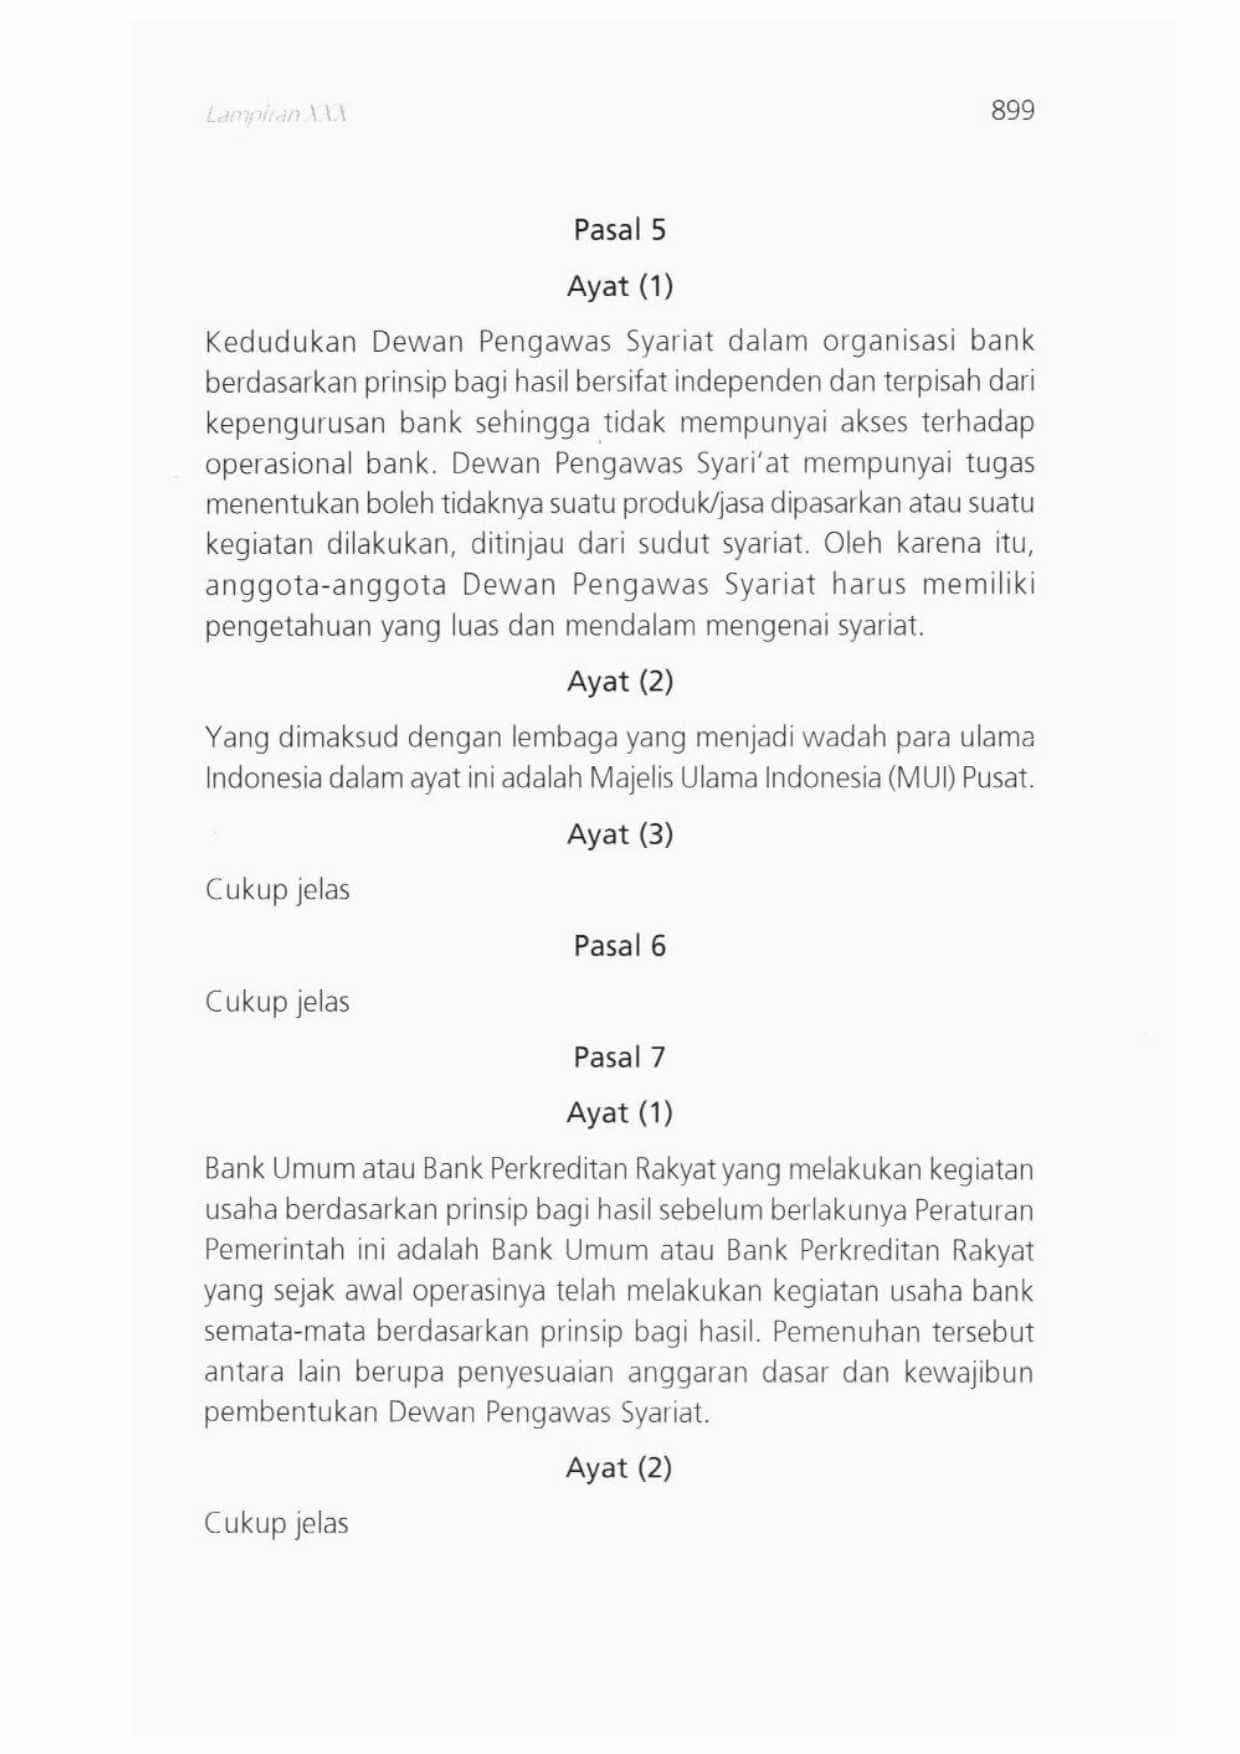 Lampiran XXX
899
Pasal 5
Ayat (1)
Kedudukan Dewan Pengawas Syariat dalam organisasi bank
berdasarkan prinsip bagi hasil bersifat independen dan terpisah dari
kepengurusan bank sehingga tidak mempunyai akses terhadap
operasional bank. Dewan Pengawas Syari'at mempunyai tugas
menentukan boleh tidaknya suatu produk/jasa dipasarkan atau suatu
kegiatan dilakukan, ditinjau dari sudut syariat. Oleh karena itu,
anggota-anggota Dewan Pengawas Syariat harus memiliki
pengetahuan yang luas dan mendalam mengenai syariat.
Ayat (2)
Yang dimaksud dengan lembaga yang menjadi wadah para ulama
Indonesia dalam ayat ini adalah Majelis Ulama Indonesia (MUI) Pusat.
Ayat (3)
Cukup jelas
Pasal 6
Cukup jelas
Pasal 7
Ayat (1)
Bank Umum atau Bank Perkreditan Rakyat yang melakukan kegiatan
usaha berdasarkan prinsip bagi hasil sebelum berlakunya Peraturan
Pemerintah ini adalah Bank Umum atau Bank Perkreditan Rakyat
yang sejak awal operasinya telah melakukan kegiatan usaha bank
semata-mata berdasarkan prinsip bagi hasil. Pemenuhan tersebut
antara lain berupa penyesuaian anggaran dasar dan kewajibun
pembentukan Dewan Pengawas Syariat.
Ayat (2)
Cukup jelas